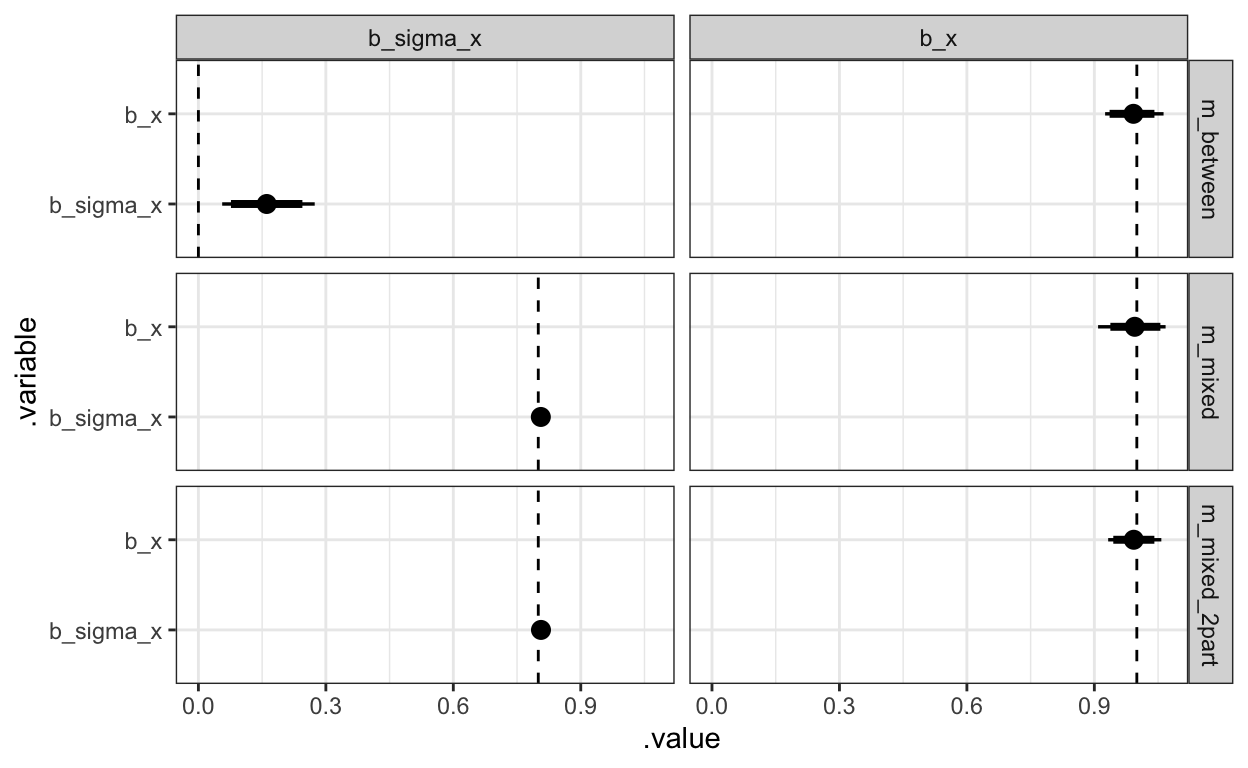 b_sigma_x
b_x
b_x
b_sigma_x
m_between
b_x
b_sigma_x
m_mixed
b_x
b_sigma_x
m_mixed_2part
.variable
0.0 0.3 0.6 0.9
0.0 0.3 0.6 0.9
.value